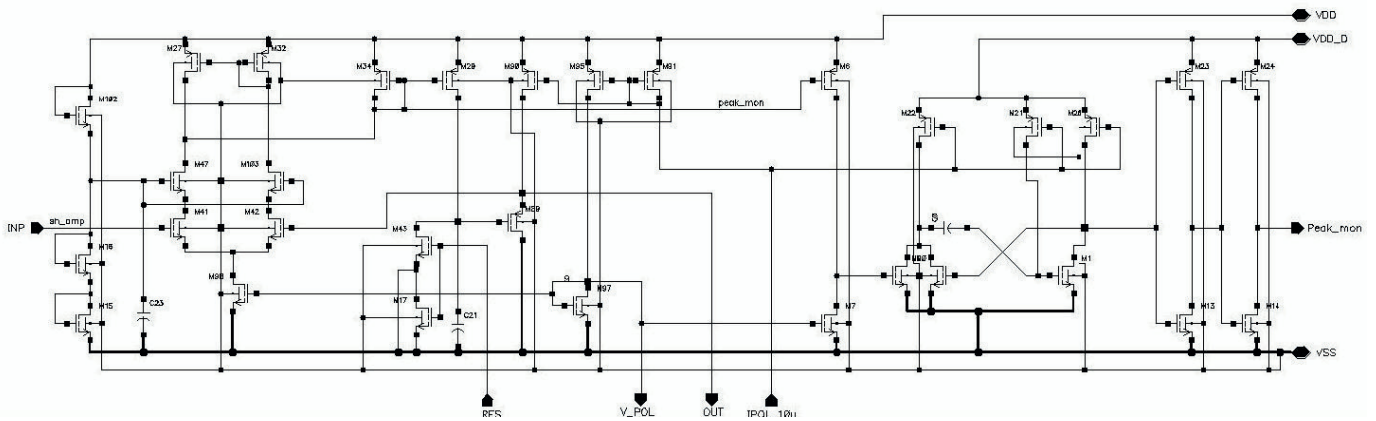 VDD
VDD_D
M27
M32
M34
M29
M90
M95
M91
M6
M23
M24
peak_mon
M102
M22
M21
M26
M47
M103
INP
sh_amp
M41
M42
M43
M39
Peak_mon
M16
M98
9
M97
M1
M15
C23
M17
C21
M7
M13
M14
VSS
RES
V_POL
OUT
IPOL_10u